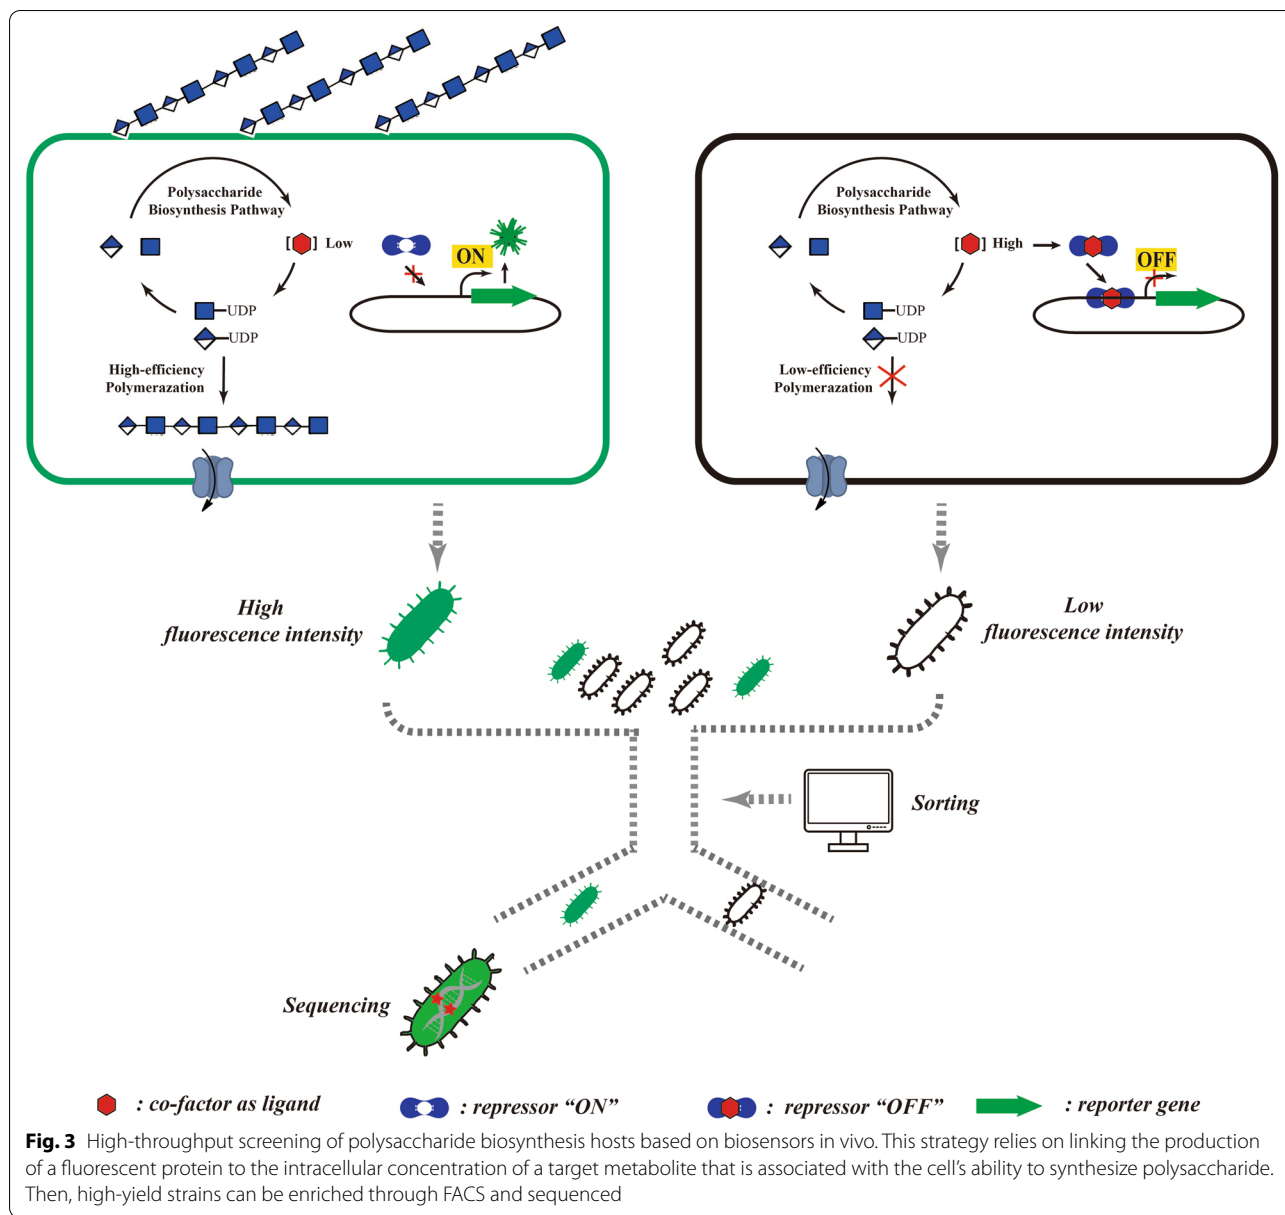 Polysaccharide
Biosynthesis Pathway
[ ] Low
ON
UDP
UDP
High-efficiency
Polymerazation
Polysaccharide
Biosynthesis Pathway
[ ] High
OFF
UDP
UDP
Low-efficiency
Polymerazation
High
fluorescence intensity
Low
fluorescence intensity
Sorting
Sequencing
: co-factor as ligand
: repressor “ON”
: repressor “OFF”
: reporter gene
Fig. 3 High-throughput screening of polysaccharide biosynthesis hosts based on biosensors in vivo. This strategy relies on linking the production
of a fluorescent protein to the intracellular concentration of a target metabolite that is associated with the cell’s ability to synthesize polysaccharide.
Then, high-yield strains can be enriched through FACS and sequenced